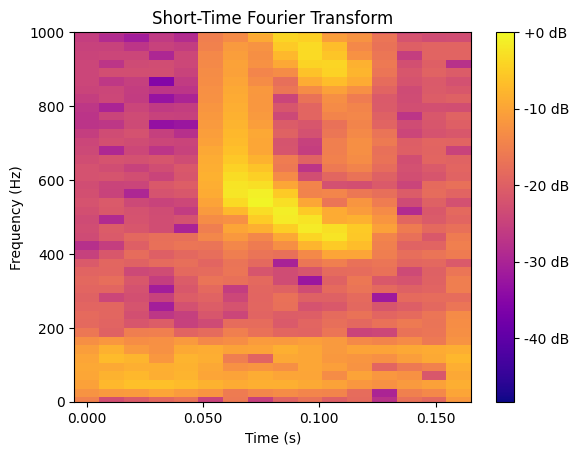 Short-Time Fourier Transform
1000
800
600
400
200
0
Frequency (Hz)
0.000
0.050
0.100
0.150
Time (s)
+0 dB
-10 dB
-20 dB
-30 dB
-40 dB